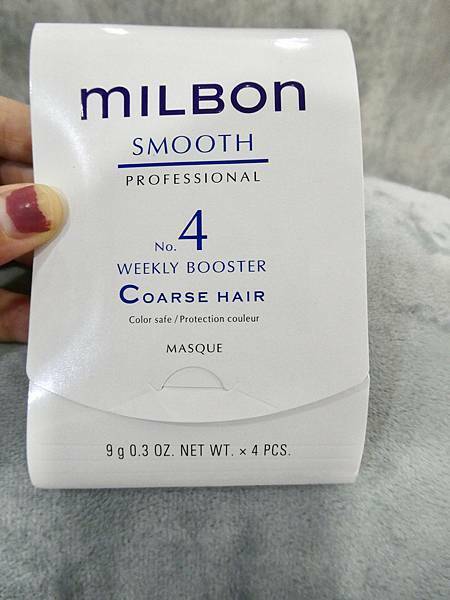 MILBON
SMOOTH
PROFESSIONAL
No. 4
WEEKLY BOOSTER
COARSE HAIR
Color safe / Protection couleur
MASQUE
9 g 0.3 OZ. NET WT. × 4 PCS.